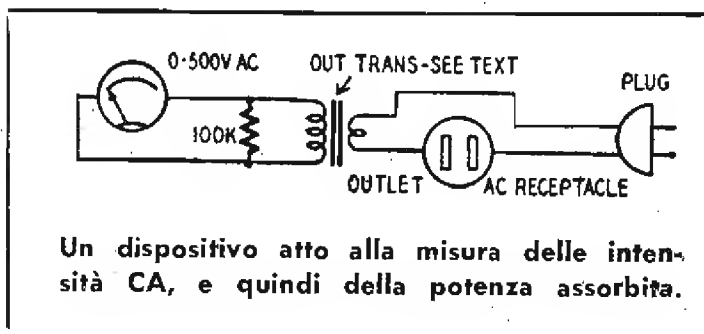 0-500V AC
OUT TRANS-SEE TEXT
PLUG
100K
OUTLET
AC RECEPTACLE
Un dispositivo atto alla misura delle inten-
sità CA, e quindi della potenza assorbita.